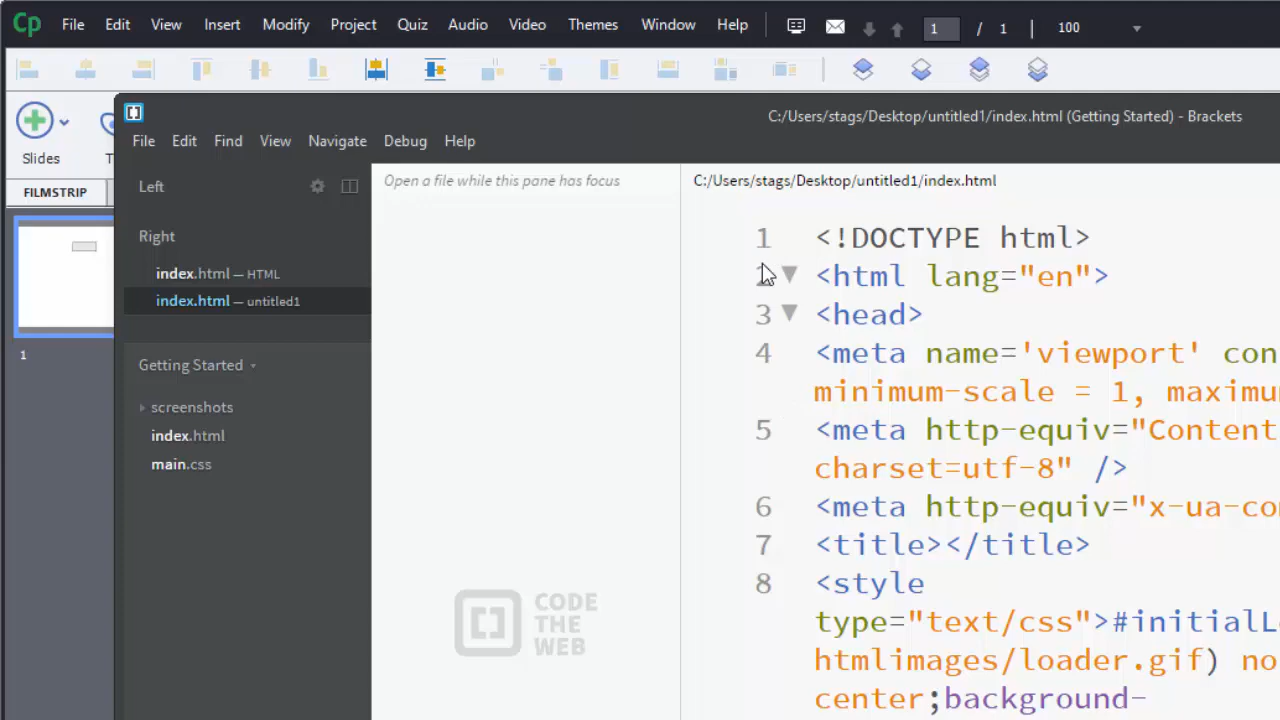 Cp File Edit View Insert Modify Project Quiz Audio Video Themes Window Help 1 / 1 100
Slides
FILMSTRIP
1
C:/Users/stags/Desktop/untitled1/index.html (Getting Started) - Brackets
File Edit Find View Navigate Debug Help
Left
Right
index.html — HTML
index.html — untitled1
Getting Started
screenshots
index.html
main.css
Open a file while this pane has focus
CODE
THE
WEB
C:/Users/stags/Desktop/untitled1/index.html
1 <!DOCTYPE html>
<html lang="en">
3 <head>
4 <meta name='viewport' con
minimum-scale = 1, maximu
5 <meta http-equiv="Content
charset=utf-8" />
6 <meta http-equiv="x-ua-co
7 <title></title>
8 <style
type="text/css">#initialL
htmlimages/loader.gif) no
center;background-